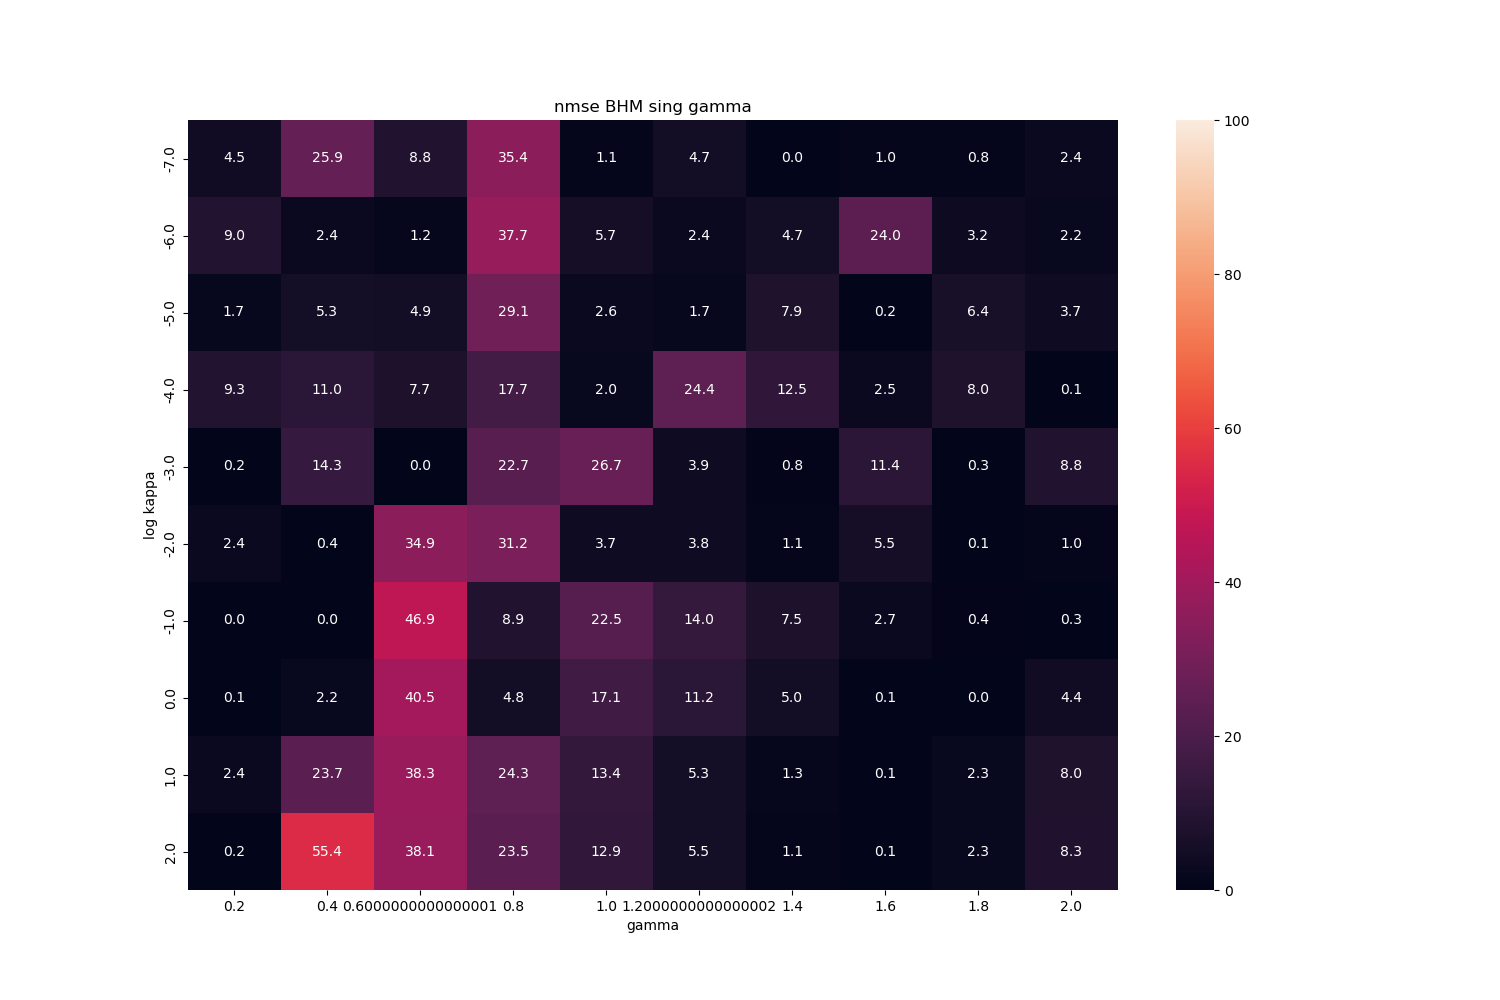 nmse BHM sing gamma
-7.0 4.5 25.9 8.8 35.4 1.1 4.7 0.0 1.0 0.8 2.4
-6.0 9.0 2.4 1.2 37.7 5.7 2.4 4.7 24.0 3.2 2.2
-5.0 1.7 5.3 4.9 29.1 2.6 1.7 7.9 0.2 6.4 3.7
-4.0 9.3 11.0 7.7 17.7 2.0 24.4 12.5 2.5 8.0 0.1
-3.0 0.2 14.3 0.0 22.7 26.7 3.9 0.8 11.4 0.3 8.8
-2.0 2.4 0.4 34.9 31.2 3.7 3.8 1.1 5.5 0.1 1.0
-1.0 0.0 0.0 46.9 8.9 22.5 14.0 7.5 2.7 0.4 0.3
0.0 0.1 2.2 40.5 4.8 17.1 11.2 5.0 0.1 0.0 4.4
1.0 2.4 23.7 38.3 24.3 13.4 5.3 1.3 0.1 2.3 8.0
2.0 0.2 55.4 38.1 23.5 12.9 5.5 1.1 0.1 2.3 8.3
0.2 0.4 0.6000000000000001 0.8 1.0 1.2000000000000002 1.4 1.6 1.8 2.0
gamma
log kappa
100
80
60
40
20
0